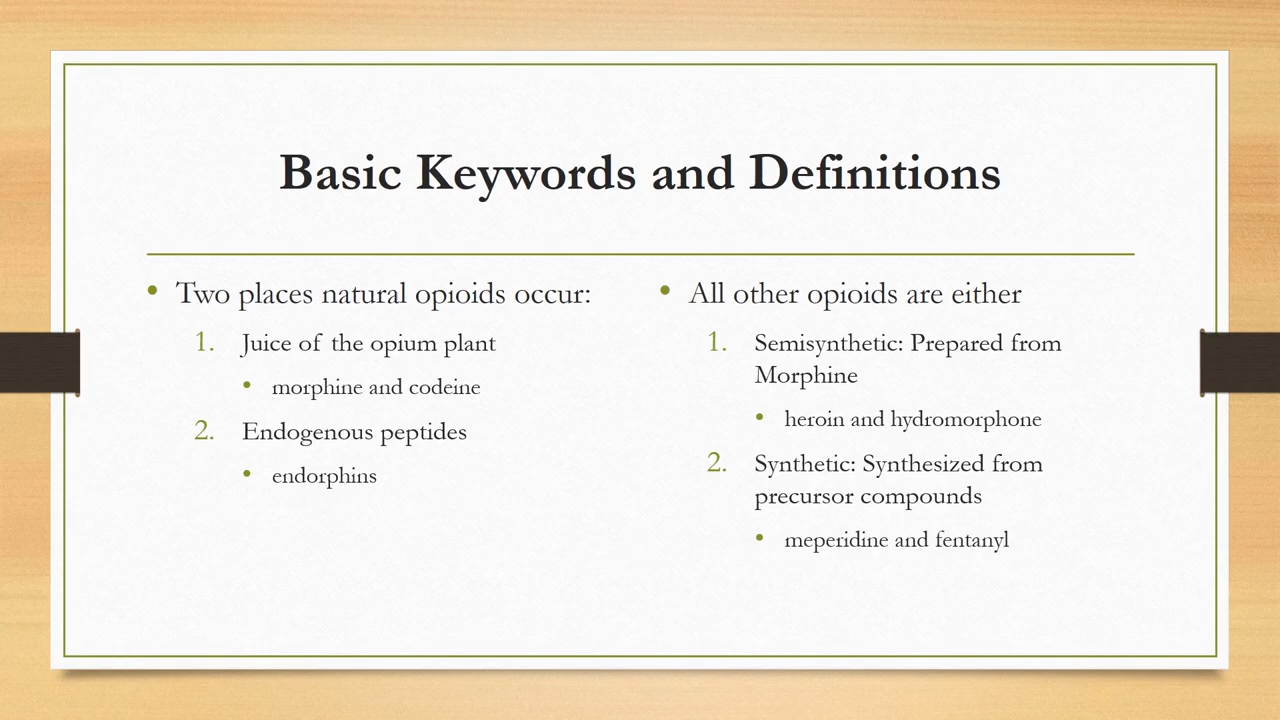 Basic Keywords and Definitions
• Two places natural opioids occur:
1. Juice of the opium plant
• morphine and codeine
2. Endogenous peptides
• endorphins
• All other opioids are either
1. Semisynthetic: Prepared from
Morphine
• heroin and hydromorphone
2. Synthetic: Synthesized from
precursor compounds
• meperidine and fentanyl